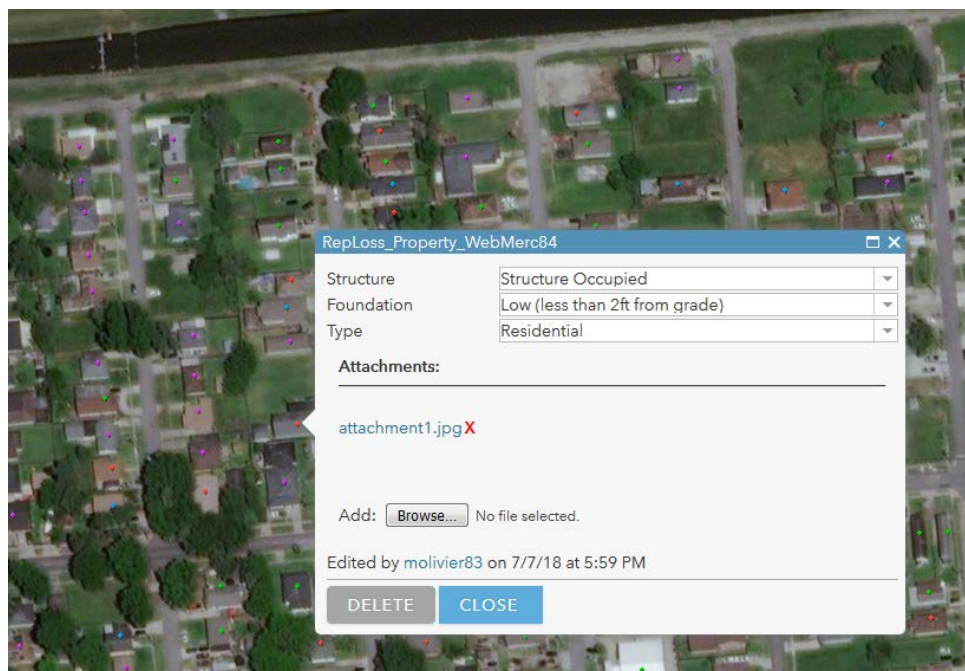 RepLoss_Property_WebMerc84
Structure Structure Occupied
Foundation Low (less than 2ft from grade)
Type Residential
Attachments:
attachment1.jpg X
Add: Browse... No file selected.
Edited by molivier83 on 7/7/18 at 5:59 PM
DELETE CLOSE